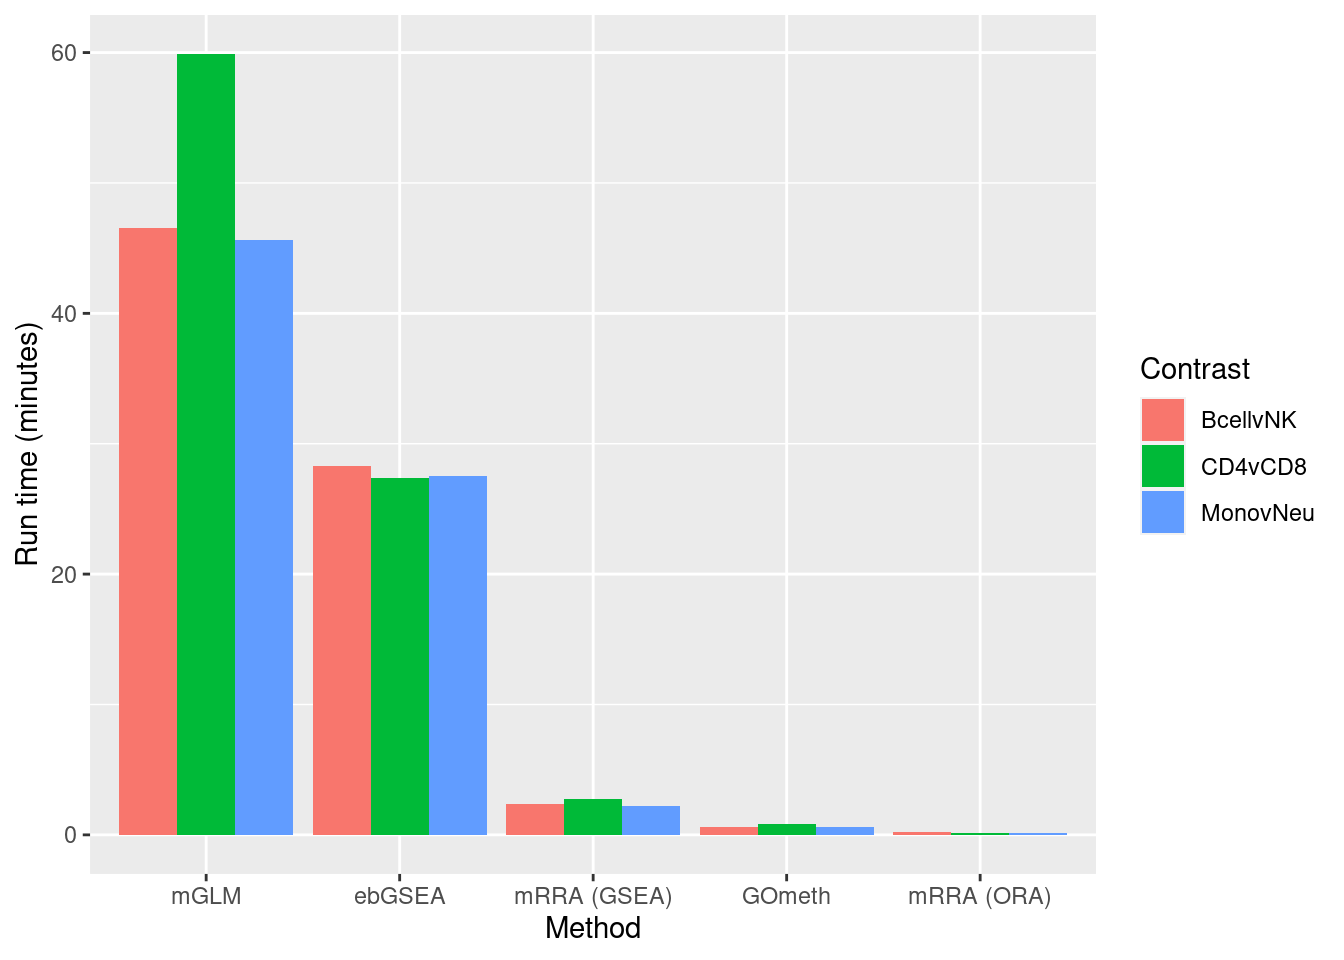 60
40
20
0
Run time (minutes)
mGLM
ebGSEA
mRRA (GSEA)
GOmeth
mRRA (ORA)
Method
Contrast
BcellvNK
CD4vCD8
MonovNeu